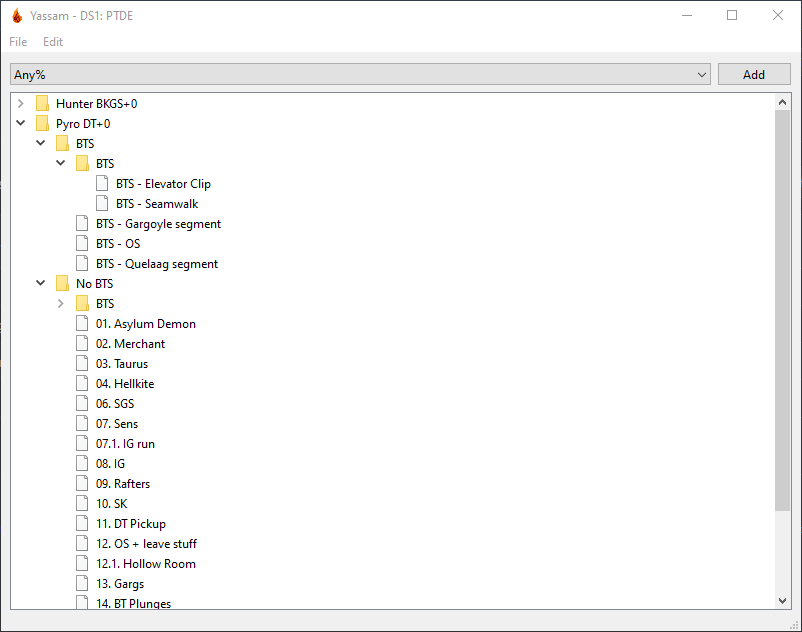 Yassam - DS1: PTDE
File Edit
Any% Add
Hunter BKGS+0
Pyro DT+0
BTS
BTS
BTS - Elevator Clip
BTS - Seamwalk
BTS - Gargoyle segment
BTS - OS
BTS - Quelaag segment
No BTS
BTS
01. Asylum Demon
02. Merchant
03. Taurus
04. Hellkite
06. SGS
07. Sens
07.1. IG run
08. IG
09. Rafters
10. SK
11. DT Pickup
12. OS + leave stuff
12.1. Hollow Room
13. Gargs
14. BT Plunges